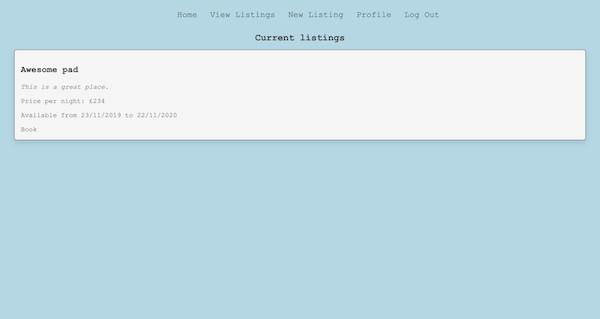 Home View Listings New Listing Profile Log Out
Current listings
Awesome pad
This is a great place.
Price per night: £234
Available from 23/11/2019 to 22/11/2020
Book